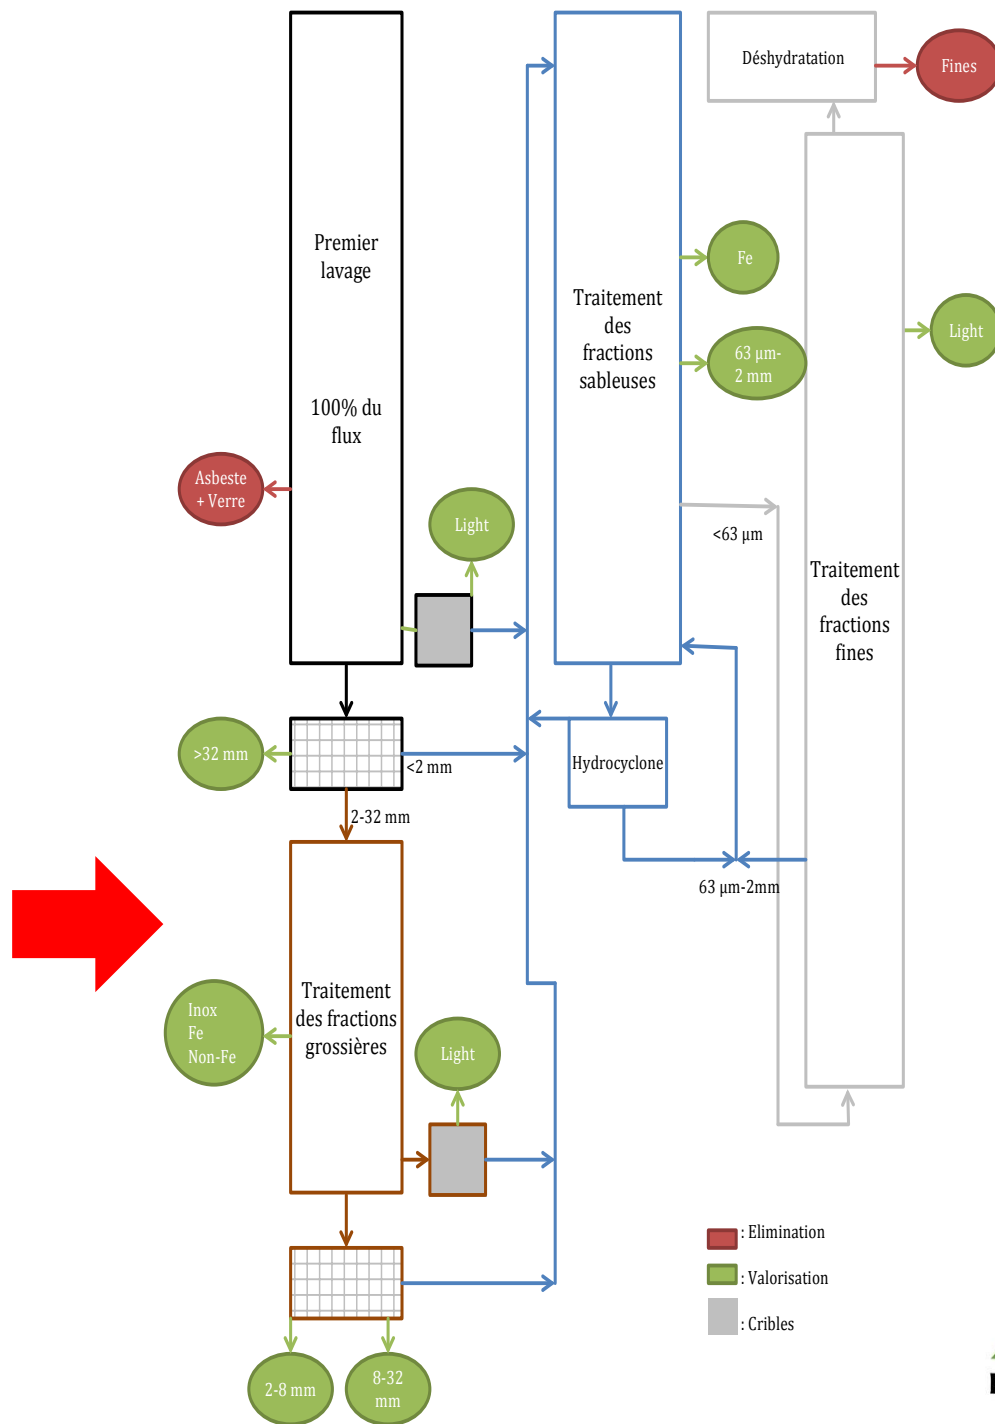 Déshydratation
Fines
Premier
lavage
100% du
flux
Asbeste
+ Verre
Light
>32 mm
<2 mm
2-32 mm
Traitement
des
fractions
sableuses
Fe
63 µm-
2 mm
<63 µm
Light
Traitement
des
fractions
fines
Hydrocyclone
63 µm-2mm
Traitement
des fractions
grossières
Inox
Fe
Non-Fe
Light
2-8 mm
8-32
mm
: Elimination
: Valorisation
: Cribles